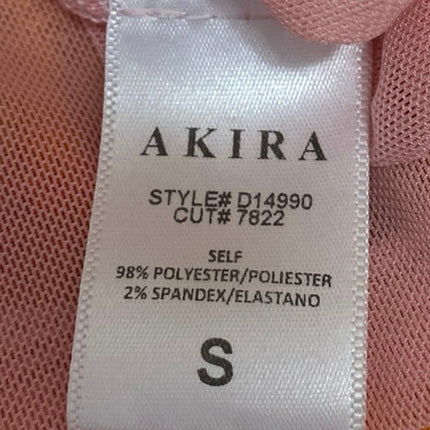 AKIRA
STYLE# D14990
CUT# 7822
SELF
98% POLYESTER/POLIESTER
2% SPANDEX/ELASTANO
S